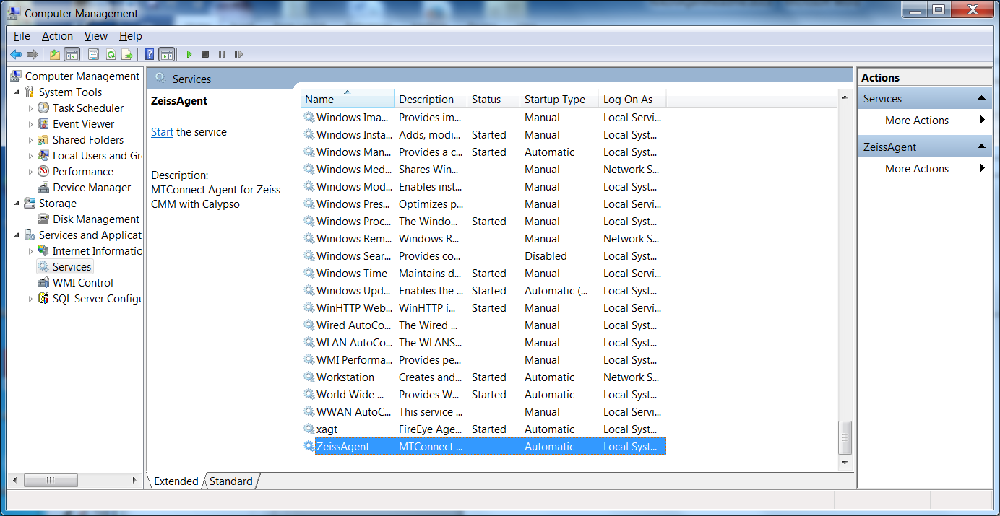 Computer Management
File Action View Help
Computer Management
System Tools
Task Scheduler
Event Viewer
Shared Folders
Local Users and Gr
Performance
Device Manager
Storage
Disk Management
Services and Applicat
Internet Informatio
Services
WMI Control
SQL Server Configu
Services
ZeissAgent
Start the service
Description:
MTConnect Agent for Zeiss
CMM with Calypso
Name Description Status Startup Type Log On As
Windows Ima... Provides im... Manual Local Servi...
Windows Insta... Adds, modi... Started Manual Local Syst...
Windows Man... Provides a c... Started Automatic Local Syst...
Windows Med... Shares Win... Manual Network S...
Windows Mod... Enables inst... Manual Local Syst...
Windows Pres... Optimizes p... Manual Local Servi...
Windows Proc... The Windo... Started Manual Local Syst...
Windows Rem... Windows R... Manual Network S...
Windows Sear... Provides co... Disabled Local Syst...
Windows Time Maintains d... Started Manual Local Servi...
Windows Upd... Enables the ... Started Automatic (... Local Syst...
WinHTTP Web... WinHTTP i... Started Manual Local Servi...
Wired AutoCo... The Wired ... Manual Local Syst...
WLAN AutoCo... The WLANS... Manual Local Syst...
WMI Performa... Provides pe... Manual Local Syst...
Workstation Creates and... Started Automatic Network S...
World Wide ... Provides W... Started Automatic Local Syst...
WWAN AutoC... This service ... Manual Local Servi...
xagt FireEye Age... Started Automatic Local Syst...
ZeissAgent MTConnect ... Automatic Local Syst...
Extended Standard
Actions
Services
More Actions
ZeissAgent
More Actions